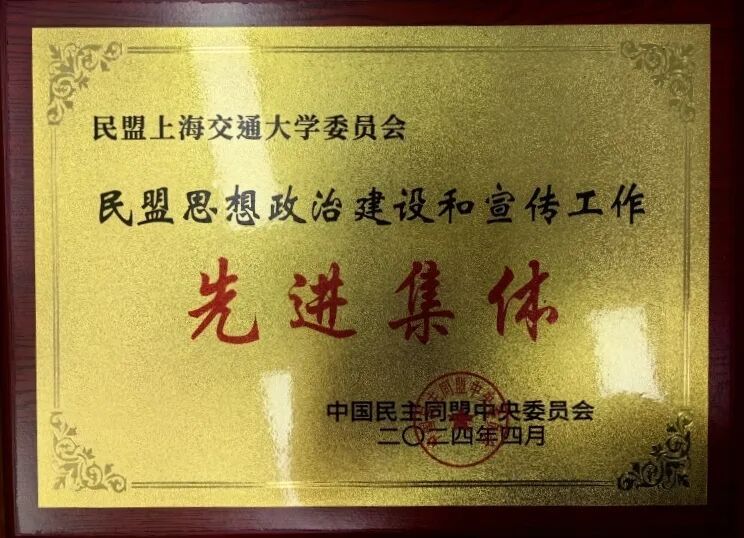 民盟上海交通大学委员会
民盟思想政治建设和宣传工作
先进集体
中国民主同盟中央委员会
二〇二四年四月